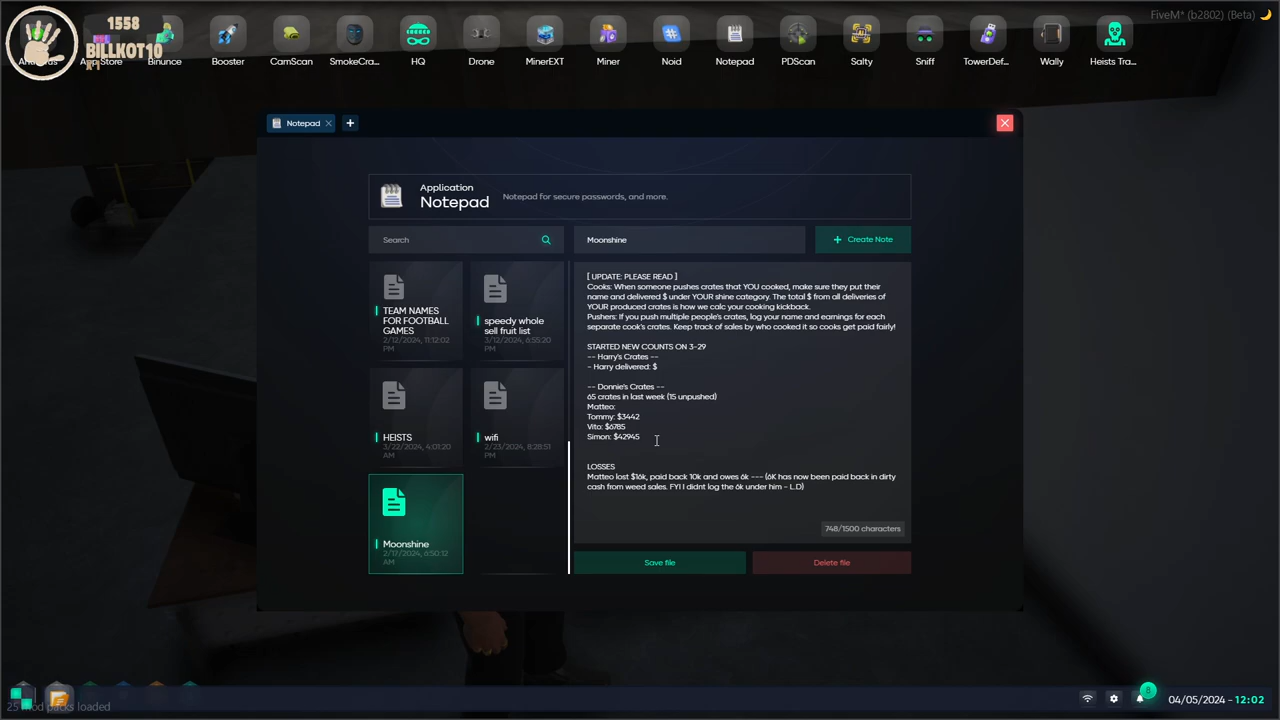 1558
BILLKOT10
x 1
FiveM* (b2802) (Beta)
App Store
Binunce
Booster
CamScan
SmokeCra...
HQ
Drone
MinerEXT
Miner
Noid
Notepad
PDScan
Salty
Sniff
TowerDef...
Wally
Heists Tra...
Notepad
Application
Notepad
Notepad for secure passwords, and more.
Search
Moonshine
+ Create Note
TEAM NAMES
FOR FOOTBALL
GAMES
2/12/2024, 11:12:02
PM
speedy whole
sell fruit list
3/12/2024, 6:55:20
PM
HEISTS
3/22/2024, 4:01:20
AM
wifi
2/23/2024, 8:28:51
PM
Moonshine
2/17/2024, 6:50:12
AM
[ UPDATE: PLEASE READ ]
Cooks: When someone pushes crates that YOU cooked, make sure they put their
name and delivered $ under YOUR shine category. The total $ from all deliveries of
YOUR produced crates is how we calc your cooking kickback.
Pushers: If you push multiple people's crates, log your name and earnings for each
separate cook's crates. Keep track of sales by who cooked it so cooks get paid fairly!
STARTED NEW COUNTS ON 3-29
-- Harry's Crates --
- Harry delivered: $
-- Donnie's Crates --
65 crates in last week (15 unpushed)
Matteo:
Tommy: $3442
Vito: $6785
Simon: $42945
LOSSES
Matteo lost $16k, paid back 10k and owes 6k --- (6K has now been paid back in dirty
cash from weed sales. FYI I didnt log the 6k under him - L.D)
748/1500 characters
Save file
Delete file
25 mod packs loaded
8
04/05/2024 - 12:02